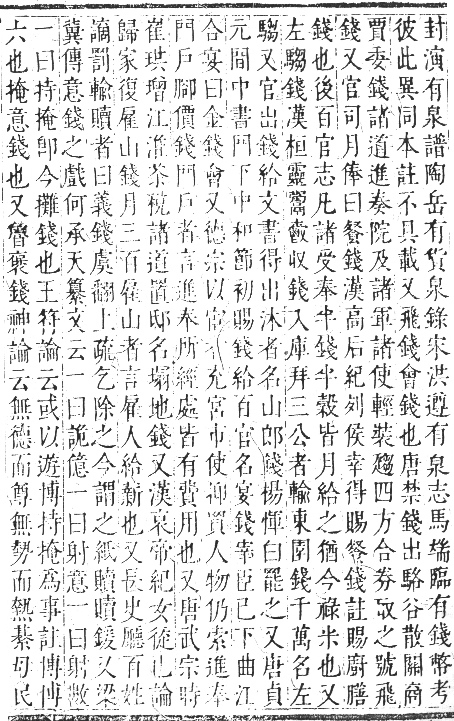 封演有泉譜陶岳有貨泉錄宋洪遵有泉志馬端臨有錢幣考
彼此異同本註不具載又飛錢會錢也唐禁錢出駱谷散關商
賈委錢諸道進奏院及諸軍諸使輕裝趨四方合券取之號飛
錢又官司月俸曰餐錢漢高后紀列侯幸得賜餐錢註賜廚膳
錢也後百官志凡諸受奉半錢半穀皆月給之猶今祿米也又
左騶錢漢桓靈鬻爵收錢入庫拜三公者輸東園錢千萬名左
騶又官出錢給文書得出沐者名山郎錢楊惲白罷之又唐貞
元間中書門下中和節初賜錢給百官名宴錢宰臣已下曲江
合宴曰金錢會又德宗以官者充宮市使抑買人物仍索進奉
門戶腳價錢門戶者言進奉所經處皆有費用也又唐武宗時
崔珙增江淮茶稅諸道置邸名塌地錢又漢哀帝紀女徒已論
歸家復雇山錢月三百雇山者言雇人給薪也又長史廳百姓
謫罰輸贖者曰義錢虞翻上疏乞除之今謂之紙贖贖鍰又梁
冀傳意錢之戲何承天纂文云一曰詭億一曰射意一曰射數
一曰持掩卽今攤錢也王符論云或以遊博持掩為事註博博
六也掩意錢也又魯褒錢神論云無德而尊無勢而熱綦母民